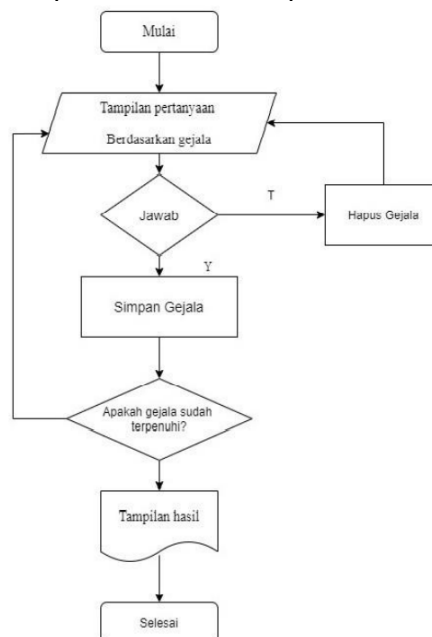 Mulai
Tampilan pertanyaan
Berdasarkan gejala
Jawab
T
Hapus Gejala
Y
Simpan Gejala
Apakah gejala sudah
terpenuhi?
Tampilan hasil
Selesai